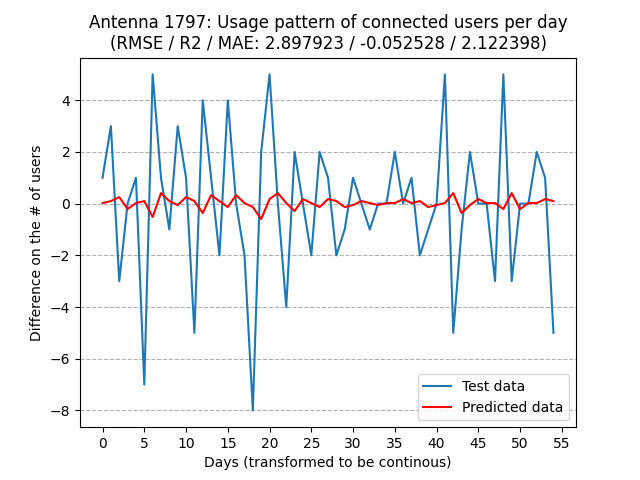 Antenna 1797: Usage pattern of connected users per day
(RMSE / R2 / MAE: 2.897923 / -0.052528 / 2.122398)
Difference on the # of users
4
2
0
−2
−4
−6
−8
Test data
Predicted data
0 5 10 15 20 25 30 35 40 45 50 55
Days (transformed to be continous)